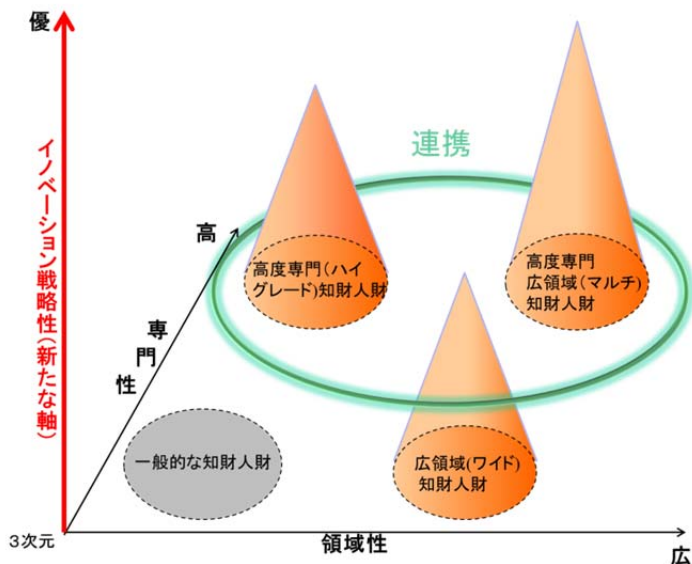 優
イノベーション戦略性(新たな軸)
連携
高
専門性
高度専門(ハイ
グレード)知財人財
高度専門
広領域(マルチ)
知財人財
一般的な知財人財
広領域(ワイド)
知財人財
3次元
領域性
広